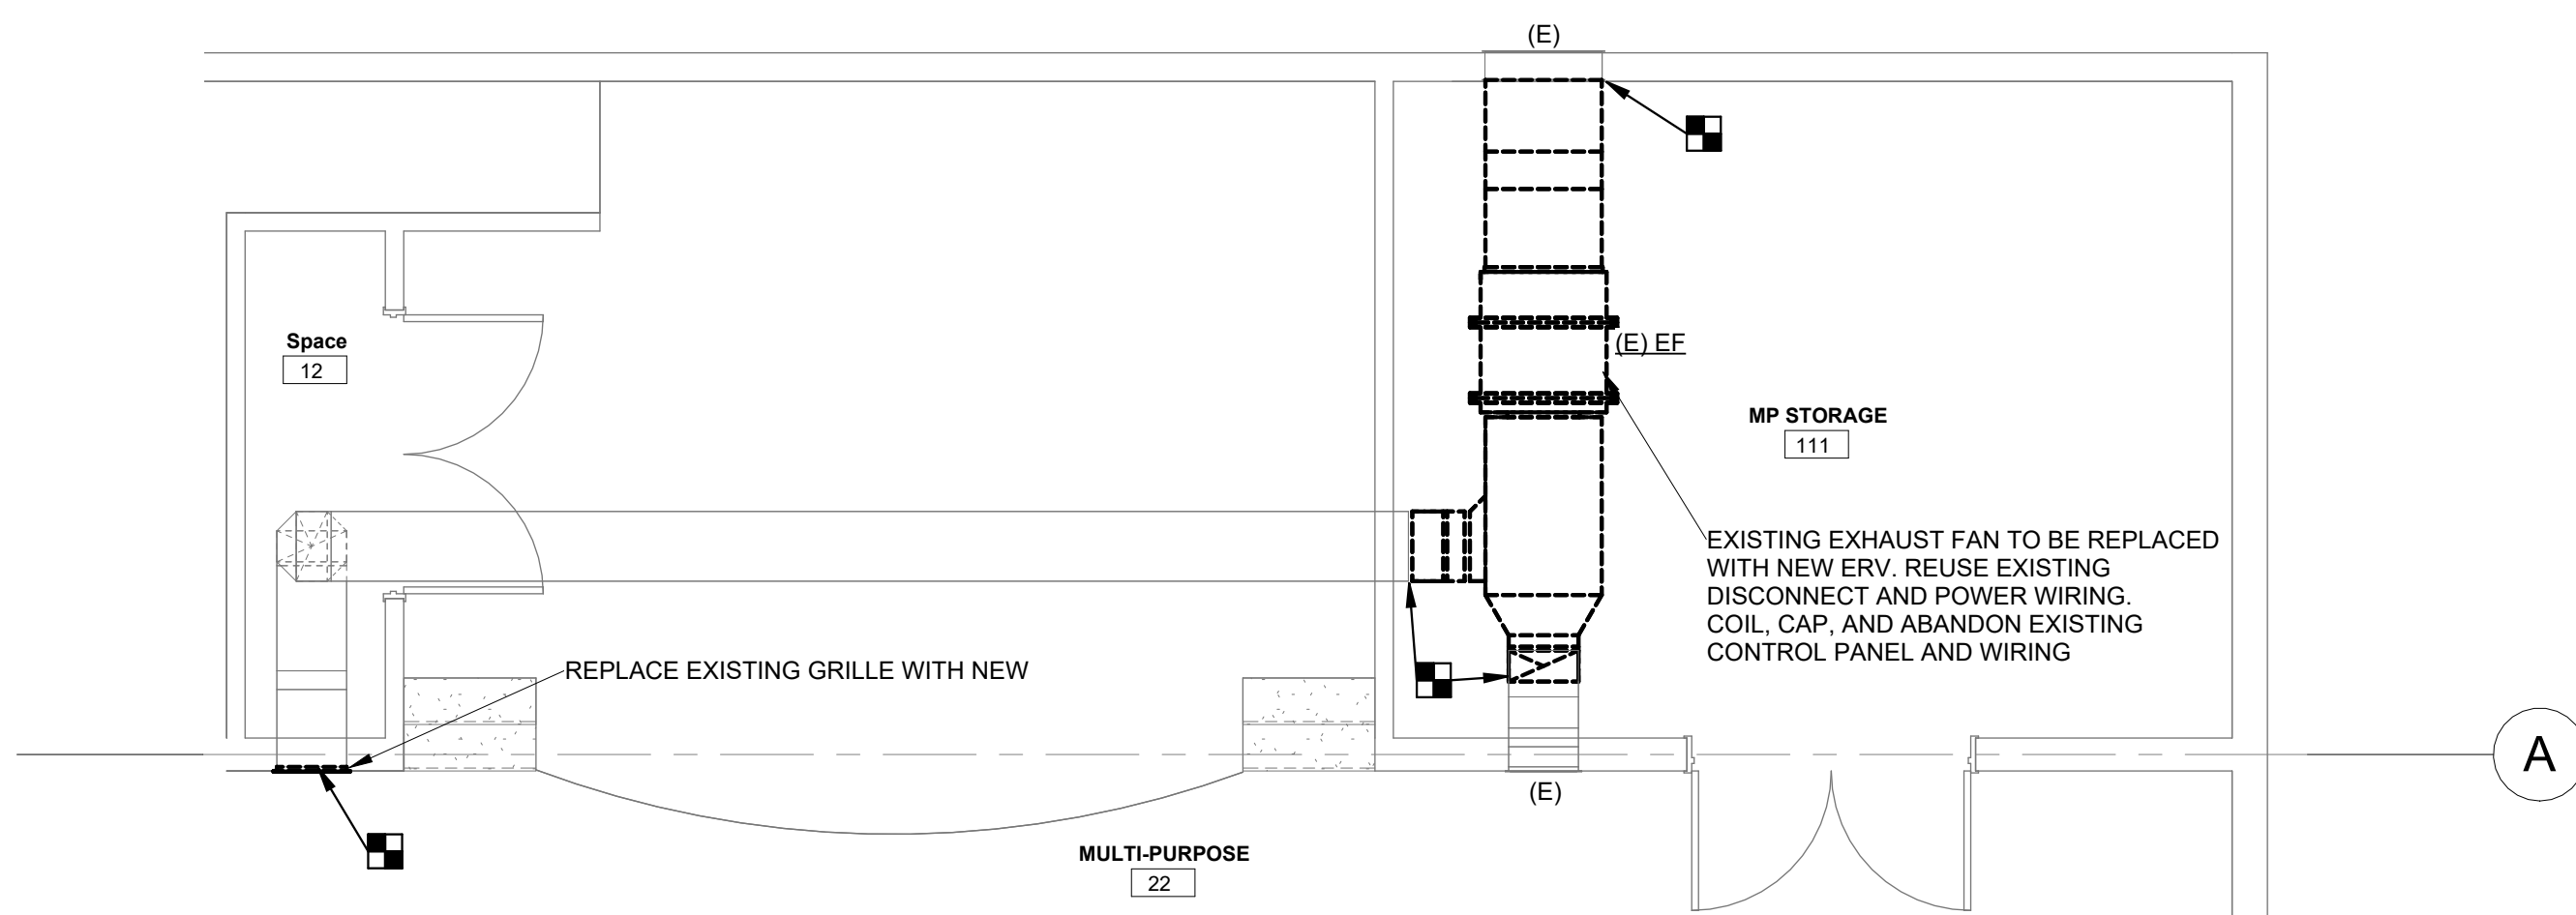 (E)
Space
12
(E) EF
MP STORAGE
111
EXISTING EXHAUST FAN TO BE REPLACED
WITH NEW ERV. REUSE EXISTING
DISCONNECT AND POWER WIRING.
COIL, CAP, AND ABANDON EXISTING
CONTROL PANEL AND WIRING
REPLACE EXISTING GRILLE WITH NEW
A
(E)
MULTI-PURPOSE
22